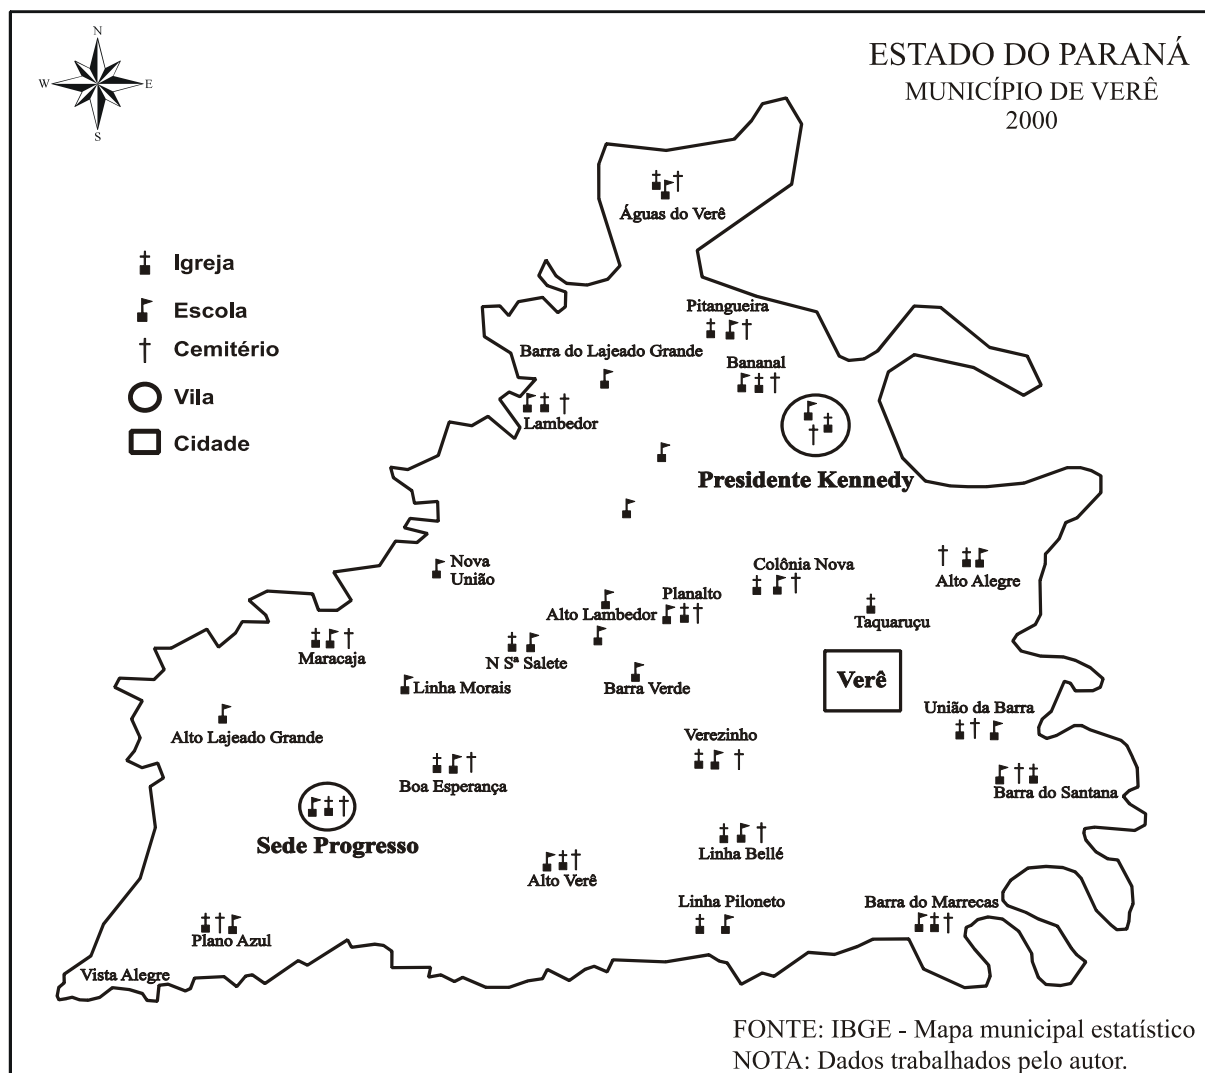 N
W
E
S
ESTADO DO PARANÁ
MUNICÍPIO DE VERÊ
2000
Águas do Verê
Igreja
Escola
Cemitério
Vila
Cidade
Pitangueira
Barra do Lajeado Grande
Bananal
Lambedor
Presidente Kennedy
Nova
União
Colônia Nova
Alto Alegre
Alto Lambedor
Planalto
Taquaruçu
Maracaja
N Sª Salete
Linha Morais
Barra Verde
Verê
União da Barra
Alto Lajeado Grande
Verezinho
Boa Esperança
Barra do Santana
Sede Progresso
Linha Bellé
Alto Verê
Linha Piloneto
Barra do Marrecas
Plano Azul
Vista Alegre
FONTE: IBGE - Mapa municipal estatístico
NOTA: Dados trabalhados pelo autor.